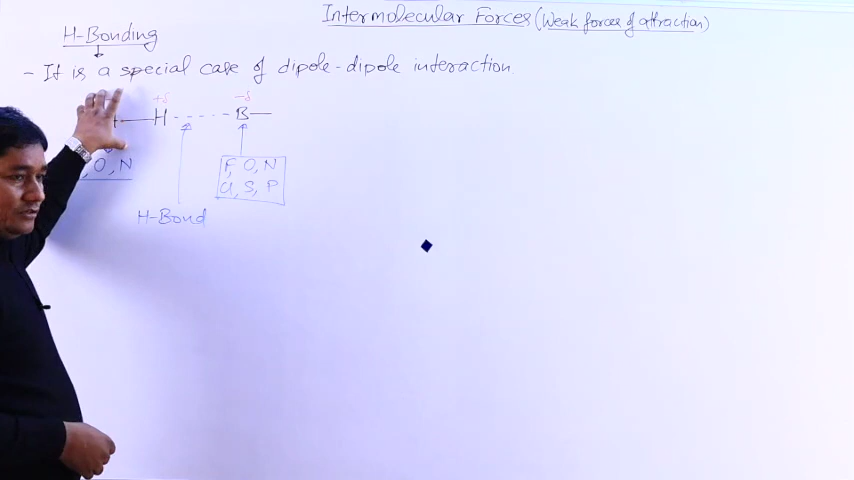 Intermolecular Forces (Weak forces of attraction)
H-Bonding
- It is a special case of dipole-dipole interaction.
+δ -δ
—H-----B—
, O, N
F, O, N
Cl, S, P
H-Bond